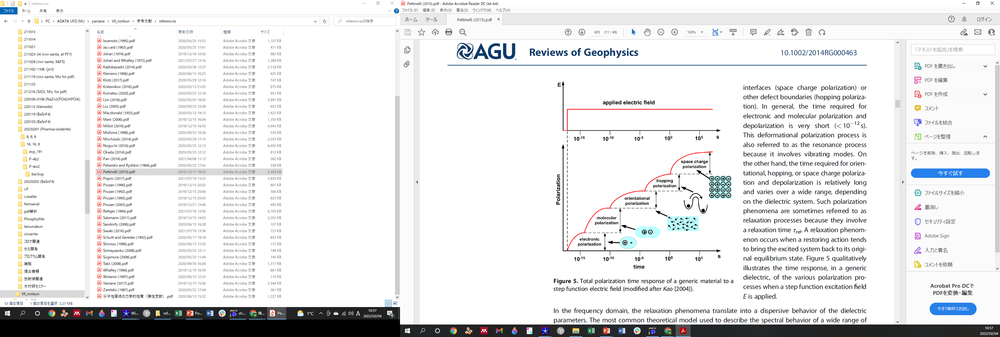 references
ファイル
ホーム
共有
表示
PC › ADATA UFD (M:) › yamane › VII_ronbun › 参考文献 › references
referencesの検索
211013
211014
211021
211023-24 (vivi-santa, at PF7)
211028 (vivi-santa, XAFS)
211102-1108 (jrr3)
211119 (vivi-santa, Mo for pdf)
211123
211216 (SiO2, Mo, for pdf)
220106-0108 (NaZn2(PO4)(HPO4))
220112 (kleineite)
220119 (BaSnF4)
220120 (BaSnF4)
20220201 (Pharmacosiderite)
8, 8, 8
16, 16, 8
exp_191
P-4b2
P-4m2
backup
20220202 (BaSnF4)
cif
cosalite
ferroaxial
pdf解析
Phosphyllite
tanumakun
vivianite
コロナ関連
セル開発
プログラム開発
雑務
提出書類
放射線関連
木村研セミナー
VII_ronbun
名前 更新日時 種類 サイズ
Iwamoto (1995).pdf 2020/05/25 15:53 Adobe Acroba 文書 1,157 KB
Jaccard (1963).pdf 2020/05/25 17:41 Adobe Acroba 文書 471 KB
Johari (1974).pdf 2019/12/16 10:56 Adobe Acroba 文書 982 KB
Johari and Whalley (1972).pdf 2021/07/27 13:16 Adobe Acroba 文書 1,289 KB
Kadobayashi (2014).pdf 2020/05/28 12:37 Adobe Acroba 文書 2,518 KB
Klemens (1966).pdf 2020/06/15 16:23 Adobe Acroba 文書 425 KB
Klotz (2017).pdf 2020/05/29 12:16 Adobe Acroba 文書 747 KB
Kolesnikov (2016).pdf 2020/02/13 21:05 Adobe Acroba 文書 875 KB
Komatsu (2020).pdf 2020/05/25 12:18 Adobe Acroba 文書 951 KB
Lim (2018).pdf 2020/05/03 18:00 Adobe Acroba 文書 3,991 KB
Liu (2005).pdf 2020/09/25 10:38 Adobe Acroba 文書 652 KB
Macdonald (1953).pdf 2020/05/13 19:15 Adobe Acroba 文書 1,423 KB
Marx (2006).pdf 2019/12/15 16:04 Adobe Acroba 文書 1,350 KB
Millot (2019).pdf 2019/12/15 16:55 Adobe Acroba 文書 4,945 KB
Mishima (1998).pdf 2020/09/25 10:36 Adobe Acroba 文書 536 KB
Mochizuki (2014).pdf 2020/05/28 17:15 Adobe Acroba 文書 2,033 KB
Noguchi (2016).pdf 2020/05/25 12:13 Adobe Acroba 文書 8,692 KB
Okada (2014).pdf 2020/05/25 12:12 Adobe Acroba 文書 813 KB
Pan (2014).pdf 2021/04/08 11:13 Adobe Acroba 文書 562 KB
Petrenko and Ryzhkin (1984).pdf 2020/05/22 17:42 Adobe Acroba 文書 338 KB
Pettinelli (2015).pdf 2019/12/17 18:29 Adobe Acroba 文書 3,354 KB
Popov (2017).pdf 2021/07/18 13:32 Adobe Acroba 文書 3,830 KB
Pruzan (1990).pdf 2019/12/15 20:02 Adobe Acroba 文書 807 KB
Pruzan (1992).pdf 2019/12/15 20:06 Adobe Acroba 文書 306 KB
Pruzan (1993).pdf 2019/12/15 20:05 Adobe Acroba 文書 825 KB
Pruzan (2003).pdf 2019/12/21 13:46 Adobe Acroba 文書 495 KB
Rettger (1994).pdf 2021/07/18 13:50 Adobe Acroba 文書 6,705 KB
Salzmann (2011).pdf 2019/12/15 14:02 Adobe Acroba 文書 2,052 KB
Sandorfy (2006).pdf 2020/06/15 16:28 Adobe Acroba 文書 107 KB
Sasaki (2016).pdf 2021/07/18 13:36 Adobe Acroba 文書 723 KB
Schutt and Geredes (1992).pdf 2020/05/17 19:18 Adobe Acroba 文書 853 KB
Shimizu (1996).pdf 2020/06/15 17:20 Adobe Acroba 文書 172 KB
Somayazuku (2008).pdf 2020/05/25 12:11 Adobe Acroba 文書 748 KB
Sugimura (2008).pdf 2020/05/25 11:49 Adobe Acroba 文書 145 KB
Takii (2008).pdf 2020/09/30 16:04 Adobe Acroba 文書 1,317 KB
Whalley (1966).pdf 2019/12/15 16:39 Adobe Acroba 文書 861 KB
Wolanin (1997).pdf 2020/06/13 12:33 Adobe Acroba 文書 110 KB
Yamane (2017).pdf 2019/12/15 15:40 Adobe Acroba 文書 3,549 KB
Zaretskii (1987).pdf 2020/05/22 17:44 Adobe Acroba 文書 381 KB
分子性固体の力学的性質（弾性定数）.pdf 2020/06/13 15:32 Adobe Acroba 文書 1,227 KB
53 個の項目 1 個の項目を選択 3.27 MB
Wi...
ref...
Po...
sh...
岐...
Pe...
1°C
A
10:57
2022/02/04
4
Pettinelli (2015).pdf - Adobe Acrobat Reader DC (64-bit)
ファイル (F) 編集 (E) 表示(V) 署名(S) ウィンドウ(W) ヘルプ(H)
ホーム ツール Pettinelli (2015).pdf ×
ログイン
603 (11 / 49)
163%
AGU
Reviews of Geophysics
10.1002/2014RG000463
E
applied electric field
10-15 10-10 10-5 100 105 s
Polarization
space charge
polarization
hopping
polarization
orientational
polarization
molecular
polarization
electronic
polarization
10-15 10-10 10-5 100 105 s
time
Figure 5. Total polarization time response of a generic material to a
step function electric field (modified after Kao [2004]).
interfaces (space charge polarization) or
other defect boundaries (hopping polariza-
tion). In general, the time required for
electronic and molecular polarization and
depolarization is very short (< 10−12 s).
This deformational polarization process is
also referred to as the resonance process
because it involves vibrating modes. On
the other hand, the time required for orien-
tational, hopping, or space charge polariza-
tion and depolarization is relatively long
and varies over a wide range, depending
on the dielectric system. Such polarization
phenomena are sometimes referred to as
relaxation processes because they involve
a relaxation time τrel. A relaxation phenom-
enon occurs when a restoring action tends
to bring the excited system back to its origi-
nal equilibrium state. Figure 5 qualitatively
illustrates the time response, in a generic
dielectric, of the various polarization pro-
cesses when a step function excitation field
E is applied.
In the frequency domain, the relaxation phenomena translate into a dispersive behavior of the dielectric
parameters. The most common theoretical model used to describe the spectral behavior of a wide range of
「テキストを追加」を検索
PDF を書き出し
PDF を編集
PDF を作成
コメント
ファイルを結合
ページを整理
ページを削除、挿入、抽出、回転しま
す。
今すぐ試す
ファイルサイズを縮小
墨消し
セキュリティ設定
Adobe Sign
入力と署名
コメントを依頼
Acrobat Pro DCで
PDFを変換・編集
今すぐ無料でお試し
10:57
2022/02/04